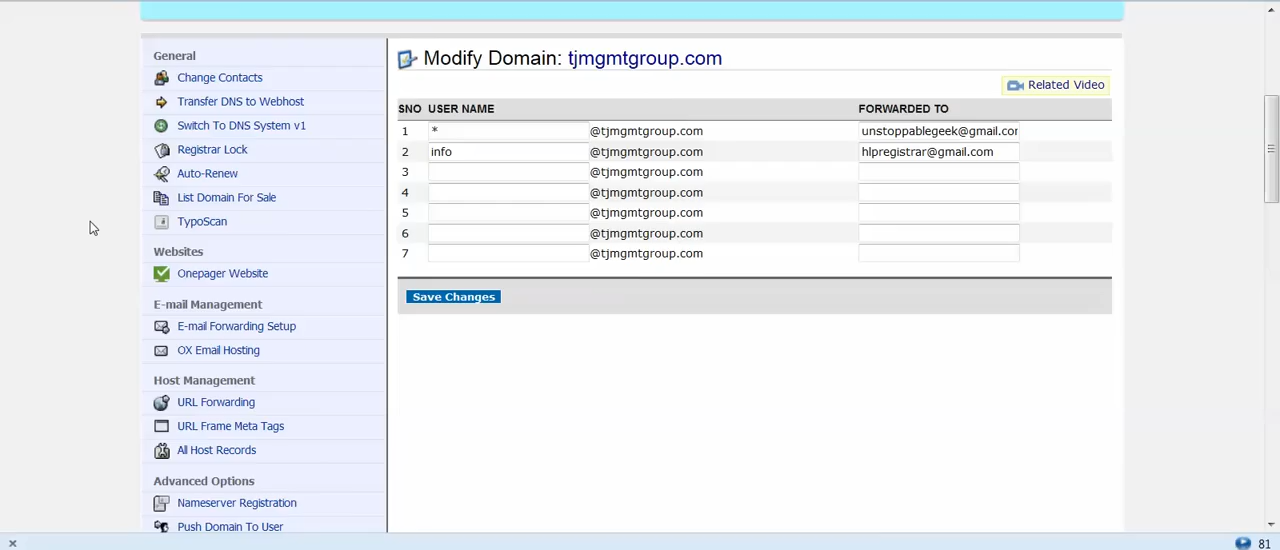 General
Change Contacts
Transfer DNS to Webhost
Switch To DNS System v1
Registrar Lock
Auto-Renew
List Domain For Sale
TypoScan
Websites
Onepager Website
E-mail Management
E-mail Forwarding Setup
OX Email Hosting
Host Management
URL Forwarding
URL Frame Meta Tags
All Host Records
Advanced Options
Nameserver Registration
Push Domain To User
Modify Domain: tjmgmtgroup.com
Related Video
SNO USER NAME FORWARDED TO
1 * @tjmgmtgroup.com unstoppablegeek@gmail.com
2 info @tjmgmtgroup.com hlpregistrar@gmail.com
3 @tjmgmtgroup.com
4 @tjmgmtgroup.com
5 @tjmgmtgroup.com
6 @tjmgmtgroup.com
7 @tjmgmtgroup.com
Save Changes
81